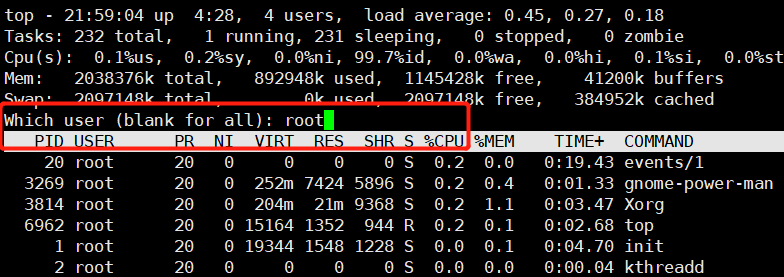 top - 21:59:04 up  4:28,  4 users,  load average: 0.45, 0.27, 0.18
Tasks: 232 total,   1 running, 231 sleeping,   0 stopped,   0 zombie
Cpu(s):  0.1%us,  0.2%sy,  0.0%ni, 99.7%id,  0.0%wa,  0.0%hi,  0.1%si,  0.0%st
Mem:   2038376k total,   892948k used,  1145428k free,    41200k buffers
Swap:  2097148k total,        0k used,  2097148k free,   384952k cached
Which user (blank for all): root
  PID USER      PR  NI  VIRT  RES  SHR S %CPU %MEM    TIME+  COMMAND
   20 root      20   0     0    0    0 S  0.2  0.0   0:19.43 events/1
 3269 root      20   0  252m 7424 5896 S  0.2  0.4   0:01.33 gnome-power-man
 3814 root      20   0  204m  21m 9368 S  0.2  1.1   0:03.47 Xorg
 6962 root      20   0 15164 1352  944 R  0.2  0.1   0:02.68 top
    1 root      20   0 19344 1548 1228 S  0.0  0.1   0:04.70 init
    2 root      20   0     0    0    0 S  0.0  0.0   0:00.04 kthreadd